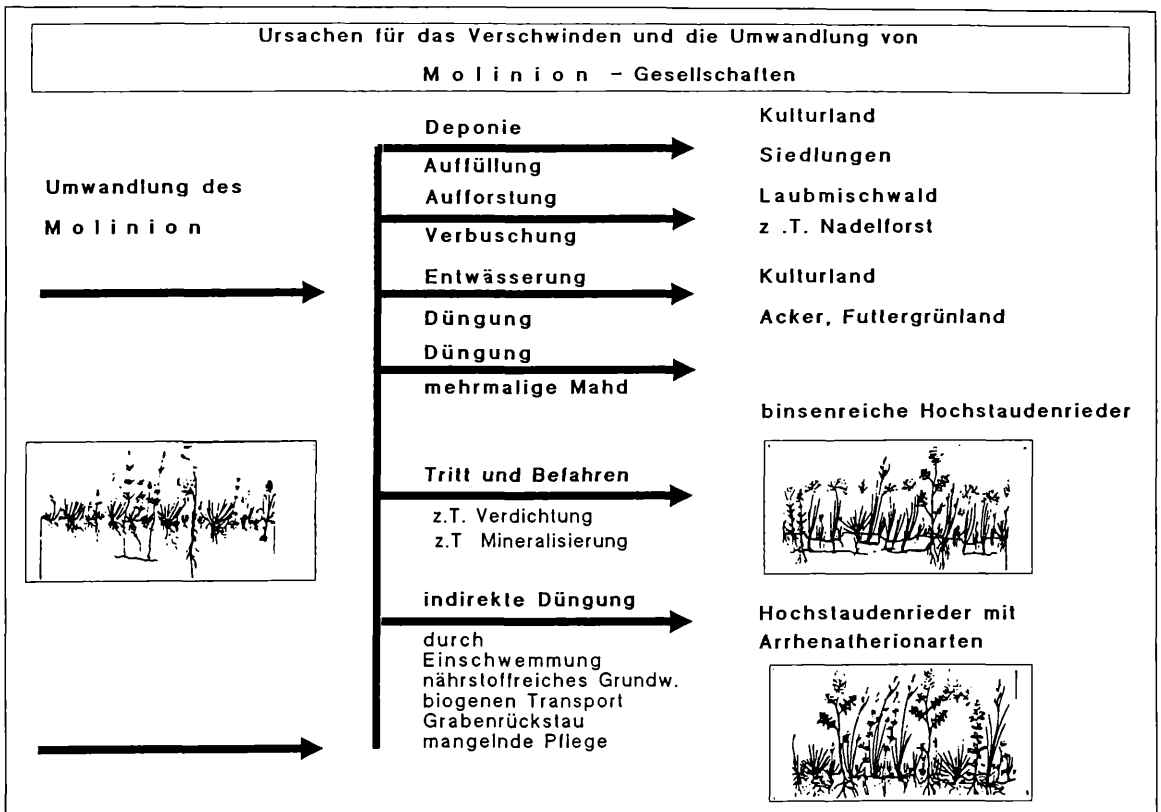 Ursachen für das Verschwinden und die Umwandlung von
Molinion - Gesellschaften
Umwandlung des
Molinion
Deponie
Auffüllung
Kulturland
Siedlungen
Aufforstung
Verbuschung
Laubmischwald
z .T. Nadelforst
Entwässerung
Düngung
Kulturland
Acker, Futtergrünland
Düngung
mehrmalige Mahd
Tritt und Befahren
z.T. Verdichtung
z.T Mineralisierung
binsenreiche Hochstaudenrieder
indirekte Düngung
durch
Einschwemmung
nährstoffreiches Grundw.
biogenen Transport
Grabenrückstau
mangelnde Pflege
Hochstaudenrieder mit
Arrhenatherionarten